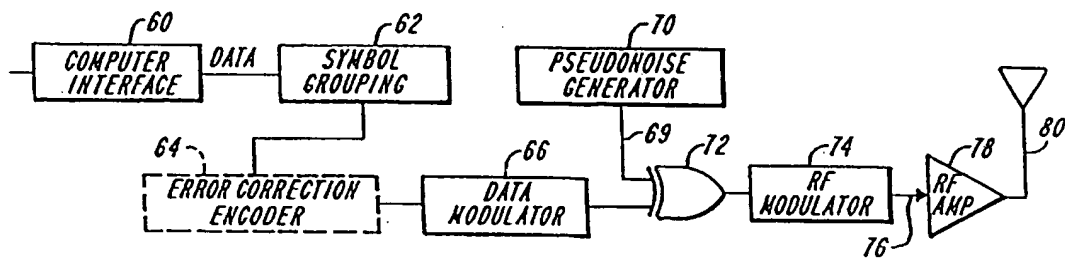 60
COMPUTER
INTERFACE
DATA
62
SYMBOL
GROUPING
70
PSEUDONOISE
GENERATOR
69
72
64
ERROR CORRECTION
ENCODER
66
DATA
MODULATOR
74
RF
MODULATOR
76
78
RF
AMP
80